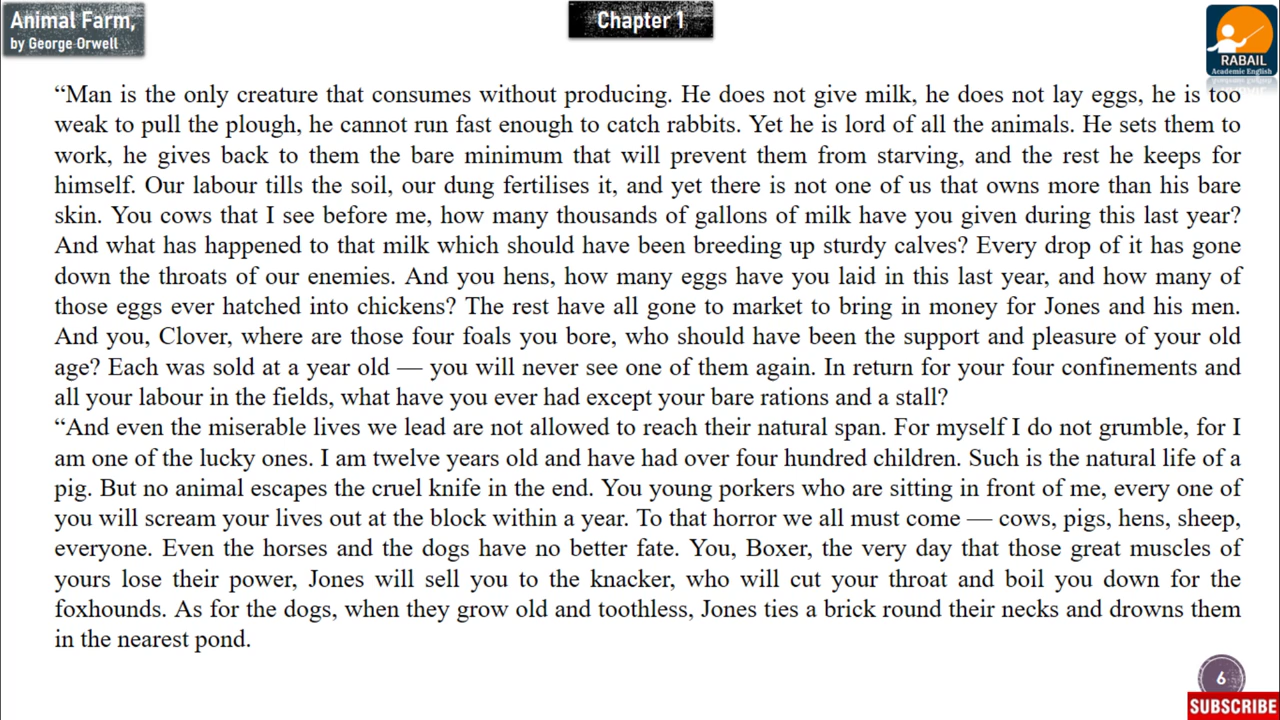 Animal Farm,
by George Orwell
Chapter 1
RABAIL
Academic English
“Man is the only creature that consumes without producing. He does not give milk, he does not lay eggs, he is too
weak to pull the plough, he cannot run fast enough to catch rabbits. Yet he is lord of all the animals. He sets them to
work, he gives back to them the bare minimum that will prevent them from starving, and the rest he keeps for
himself. Our labour tills the soil, our dung fertilises it, and yet there is not one of us that owns more than his bare
skin. You cows that I see before me, how many thousands of gallons of milk have you given during this last year?
And what has happened to that milk which should have been breeding up sturdy calves? Every drop of it has gone
down the throats of our enemies. And you hens, how many eggs have you laid in this last year, and how many of
those eggs ever hatched into chickens? The rest have all gone to market to bring in money for Jones and his men.
And you, Clover, where are those four foals you bore, who should have been the support and pleasure of your old
age? Each was sold at a year old — you will never see one of them again. In return for your four confinements and
all your labour in the fields, what have you ever had except your bare rations and a stall?
“And even the miserable lives we lead are not allowed to reach their natural span. For myself I do not grumble, for I
am one of the lucky ones. I am twelve years old and have had over four hundred children. Such is the natural life of a
pig. But no animal escapes the cruel knife in the end. You young porkers who are sitting in front of me, every one of
you will scream your lives out at the block within a year. To that horror we all must come — cows, pigs, hens, sheep,
everyone. Even the horses and the dogs have no better fate. You, Boxer, the very day that those great muscles of
yours lose their power, Jones will sell you to the knacker, who will cut your throat and boil you down for the
foxhounds. As for the dogs, when they grow old and toothless, Jones ties a brick round their necks and drowns them
in the nearest pond.
6
SUBSCRIBE